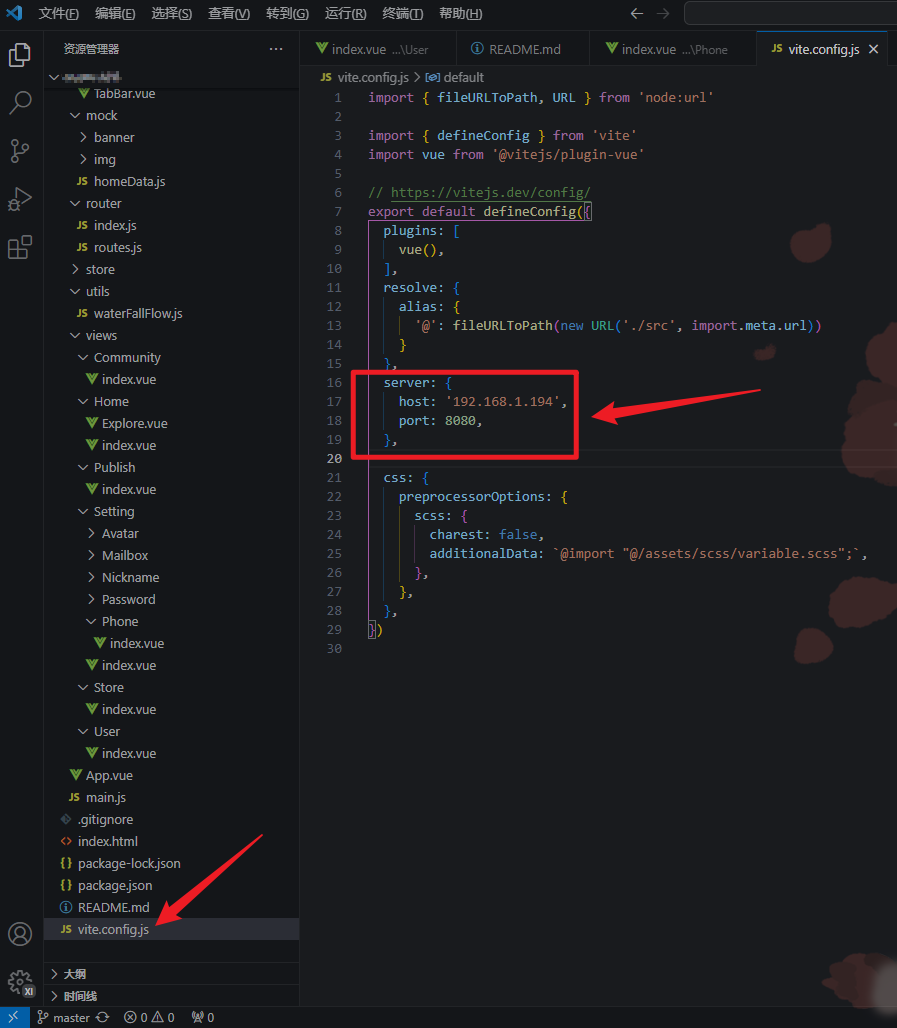 文件(F) 编辑(E) 选择(S) 查看(V) 转到(G) 运行(R) 终端(T) 帮助(H)
资源管理器
TabBar.vue
mock
banner
img
homeData.js
router
index.js
routes.js
store
utils
waterFallFlow.js
views
Community
index.vue
Home
Explore.vue
index.vue
Publish
index.vue
Setting
Avatar
Mailbox
Nickname
Password
Phone
index.vue
index.vue
Store
index.vue
User
index.vue
App.vue
JS main.js
.gitignore
index.html
package-lock.json
package.json
README.md
JS vite.config.js
大纲
时间线
index.vue ...\User README.md index.vue ...\Phone JS vite.config.js
JS vite.config.js > default
1 import { fileURLToPath, URL } from 'node:url'
2
3 import { defineConfig } from 'vite'
4 import vue from '@vitejs/plugin-vue'
5
6 // https://vitejs.dev/config/
7 export default defineConfig({
8 plugins: [
9 vue(),
10 ],
11 resolve: {
12 alias: {
13 '@': fileURLToPath(new URL('./src', import.meta.url))
14 }
15 },
16 server: {
17 host: '192.168.1.194',
18 port: 8080,
19 },
20
21 css: {
22 preprocessorOptions: {
23 scss: {
24 charest: false,
25 additionalData: `@import "@/assets/scss/variable.scss";`,
26 },
27 },
28 },
29 })
30
XI
master 0 0 0